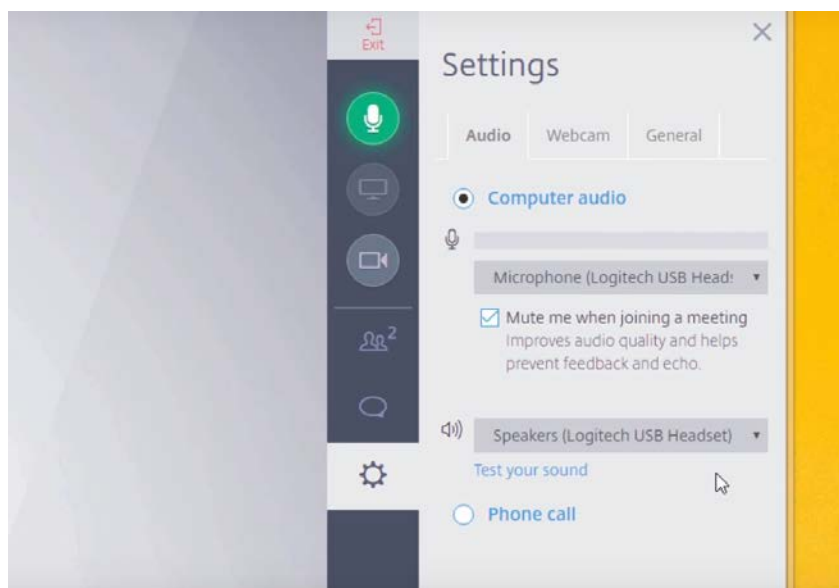 Exit
Settings
Audio Webcam General
Computer audio
Microphone (Logitech USB Head:
Mute me when joining a meeting
Improves audio quality and helps
prevent feedback and echo.
2
Speakers (Logitech USB Headset)
Test your sound
Phone call